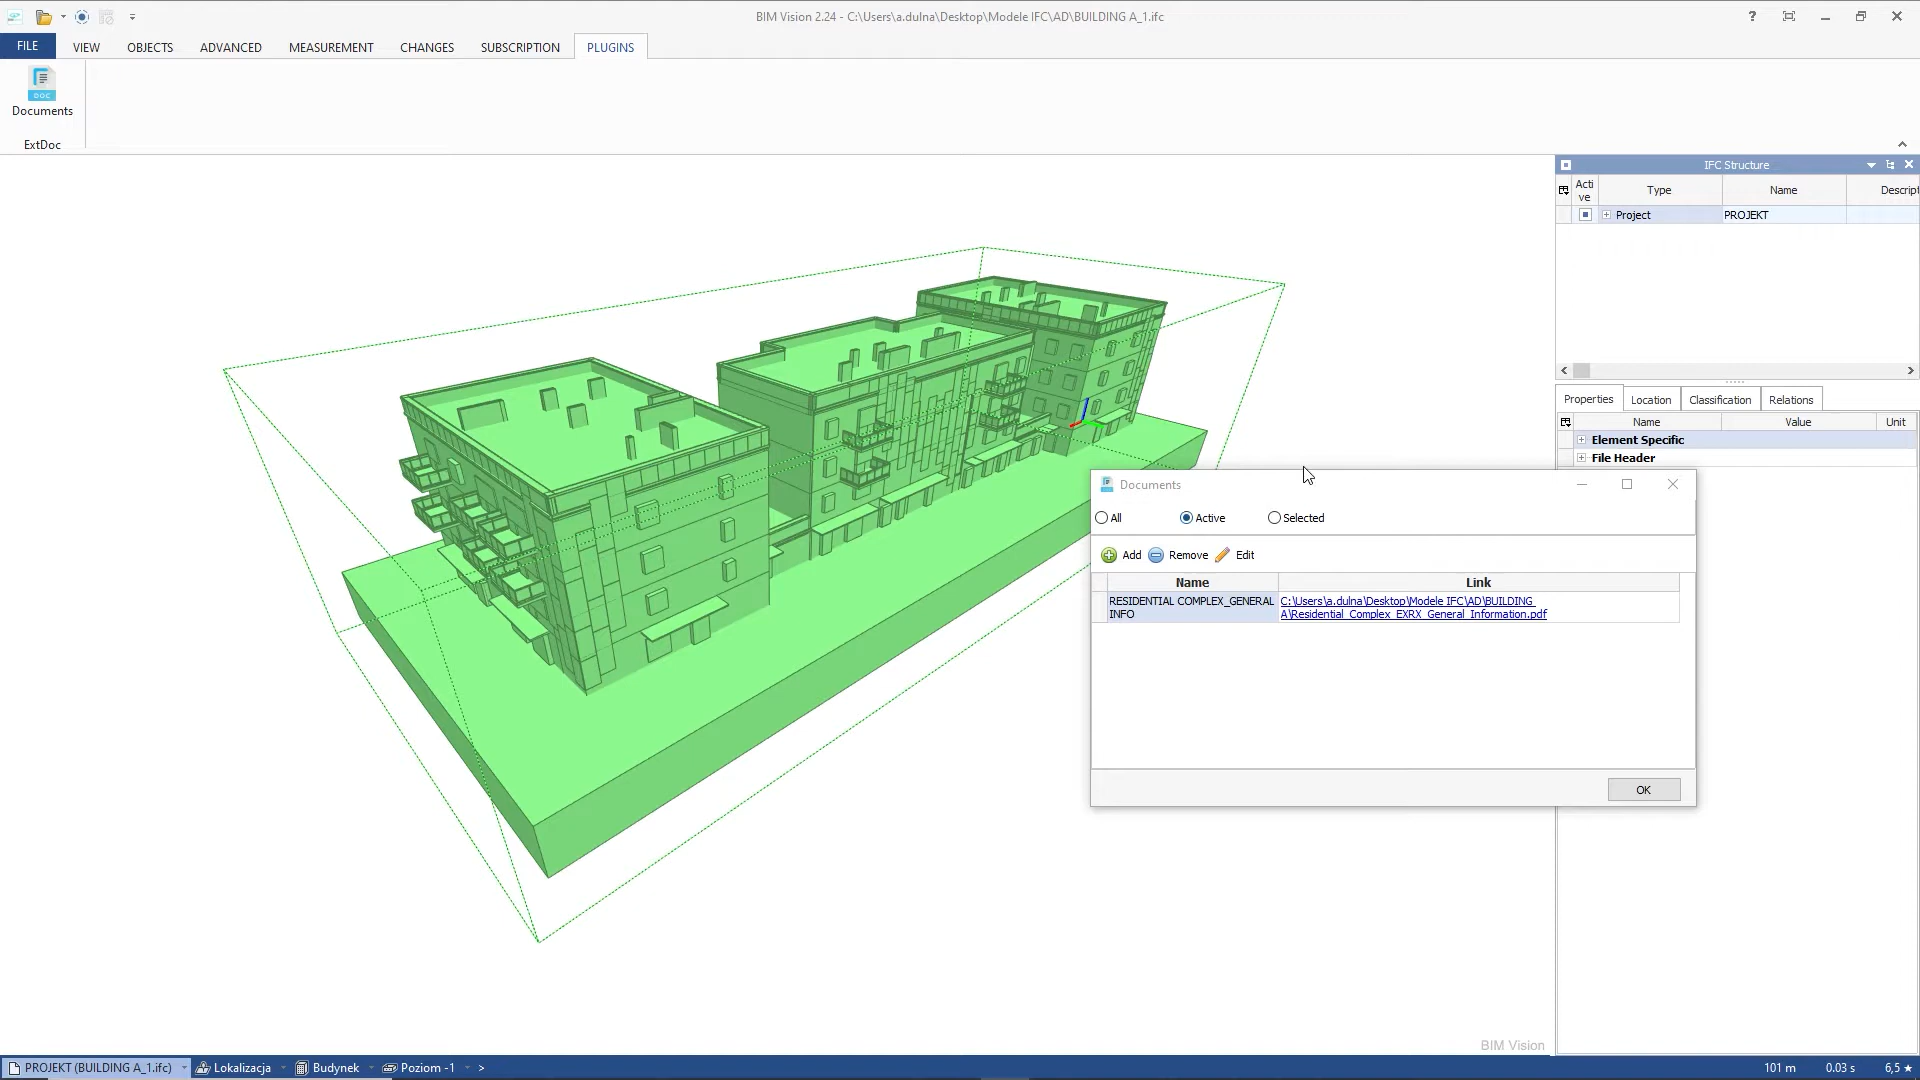 BIM Vision 2.24 - C:\Users\a.dulna\Desktop\Modele IFC\AD\BUILDING A_1.ifc
FILE VIEW OBJECTS ADVANCED MEASUREMENT CHANGES SUBSCRIPTION PLUGINS
DOC
Documents
ExtDoc
IFC Structure
Acti
ve
Type Name Descript
Project PROJEKT
Properties Location Classification Relations
Name Value Unit
Element Specific
File Header
Documents
All Active Selected
Add Remove Edit
Name Link
RESIDENTIAL COMPLEX_GENERAL
INFO
C:\Users\a.dulna\Desktop\Modele IFC\AD\BUILDING
A\Residential_Complex_EXRX_General_Information.pdf
OK
BIM Vision
PROJEKT (BUILDING A_1.ifc) Lokalizacja Budynek Poziom -1 >
101 m 0.03 s 6,5 ★